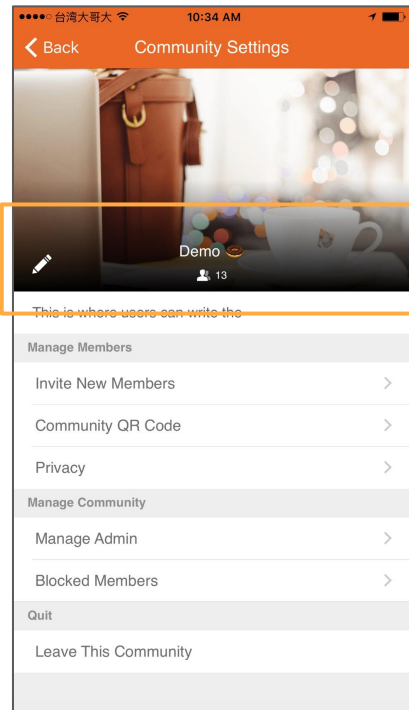 台湾大哥大 10:34 AM
Back Community Settings
Demo
13
This is where users can write the
Manage Members
Invite New Members
Community QR Code
Privacy
Manage Community
Manage Admin
Blocked Members
Quit
Leave This Community